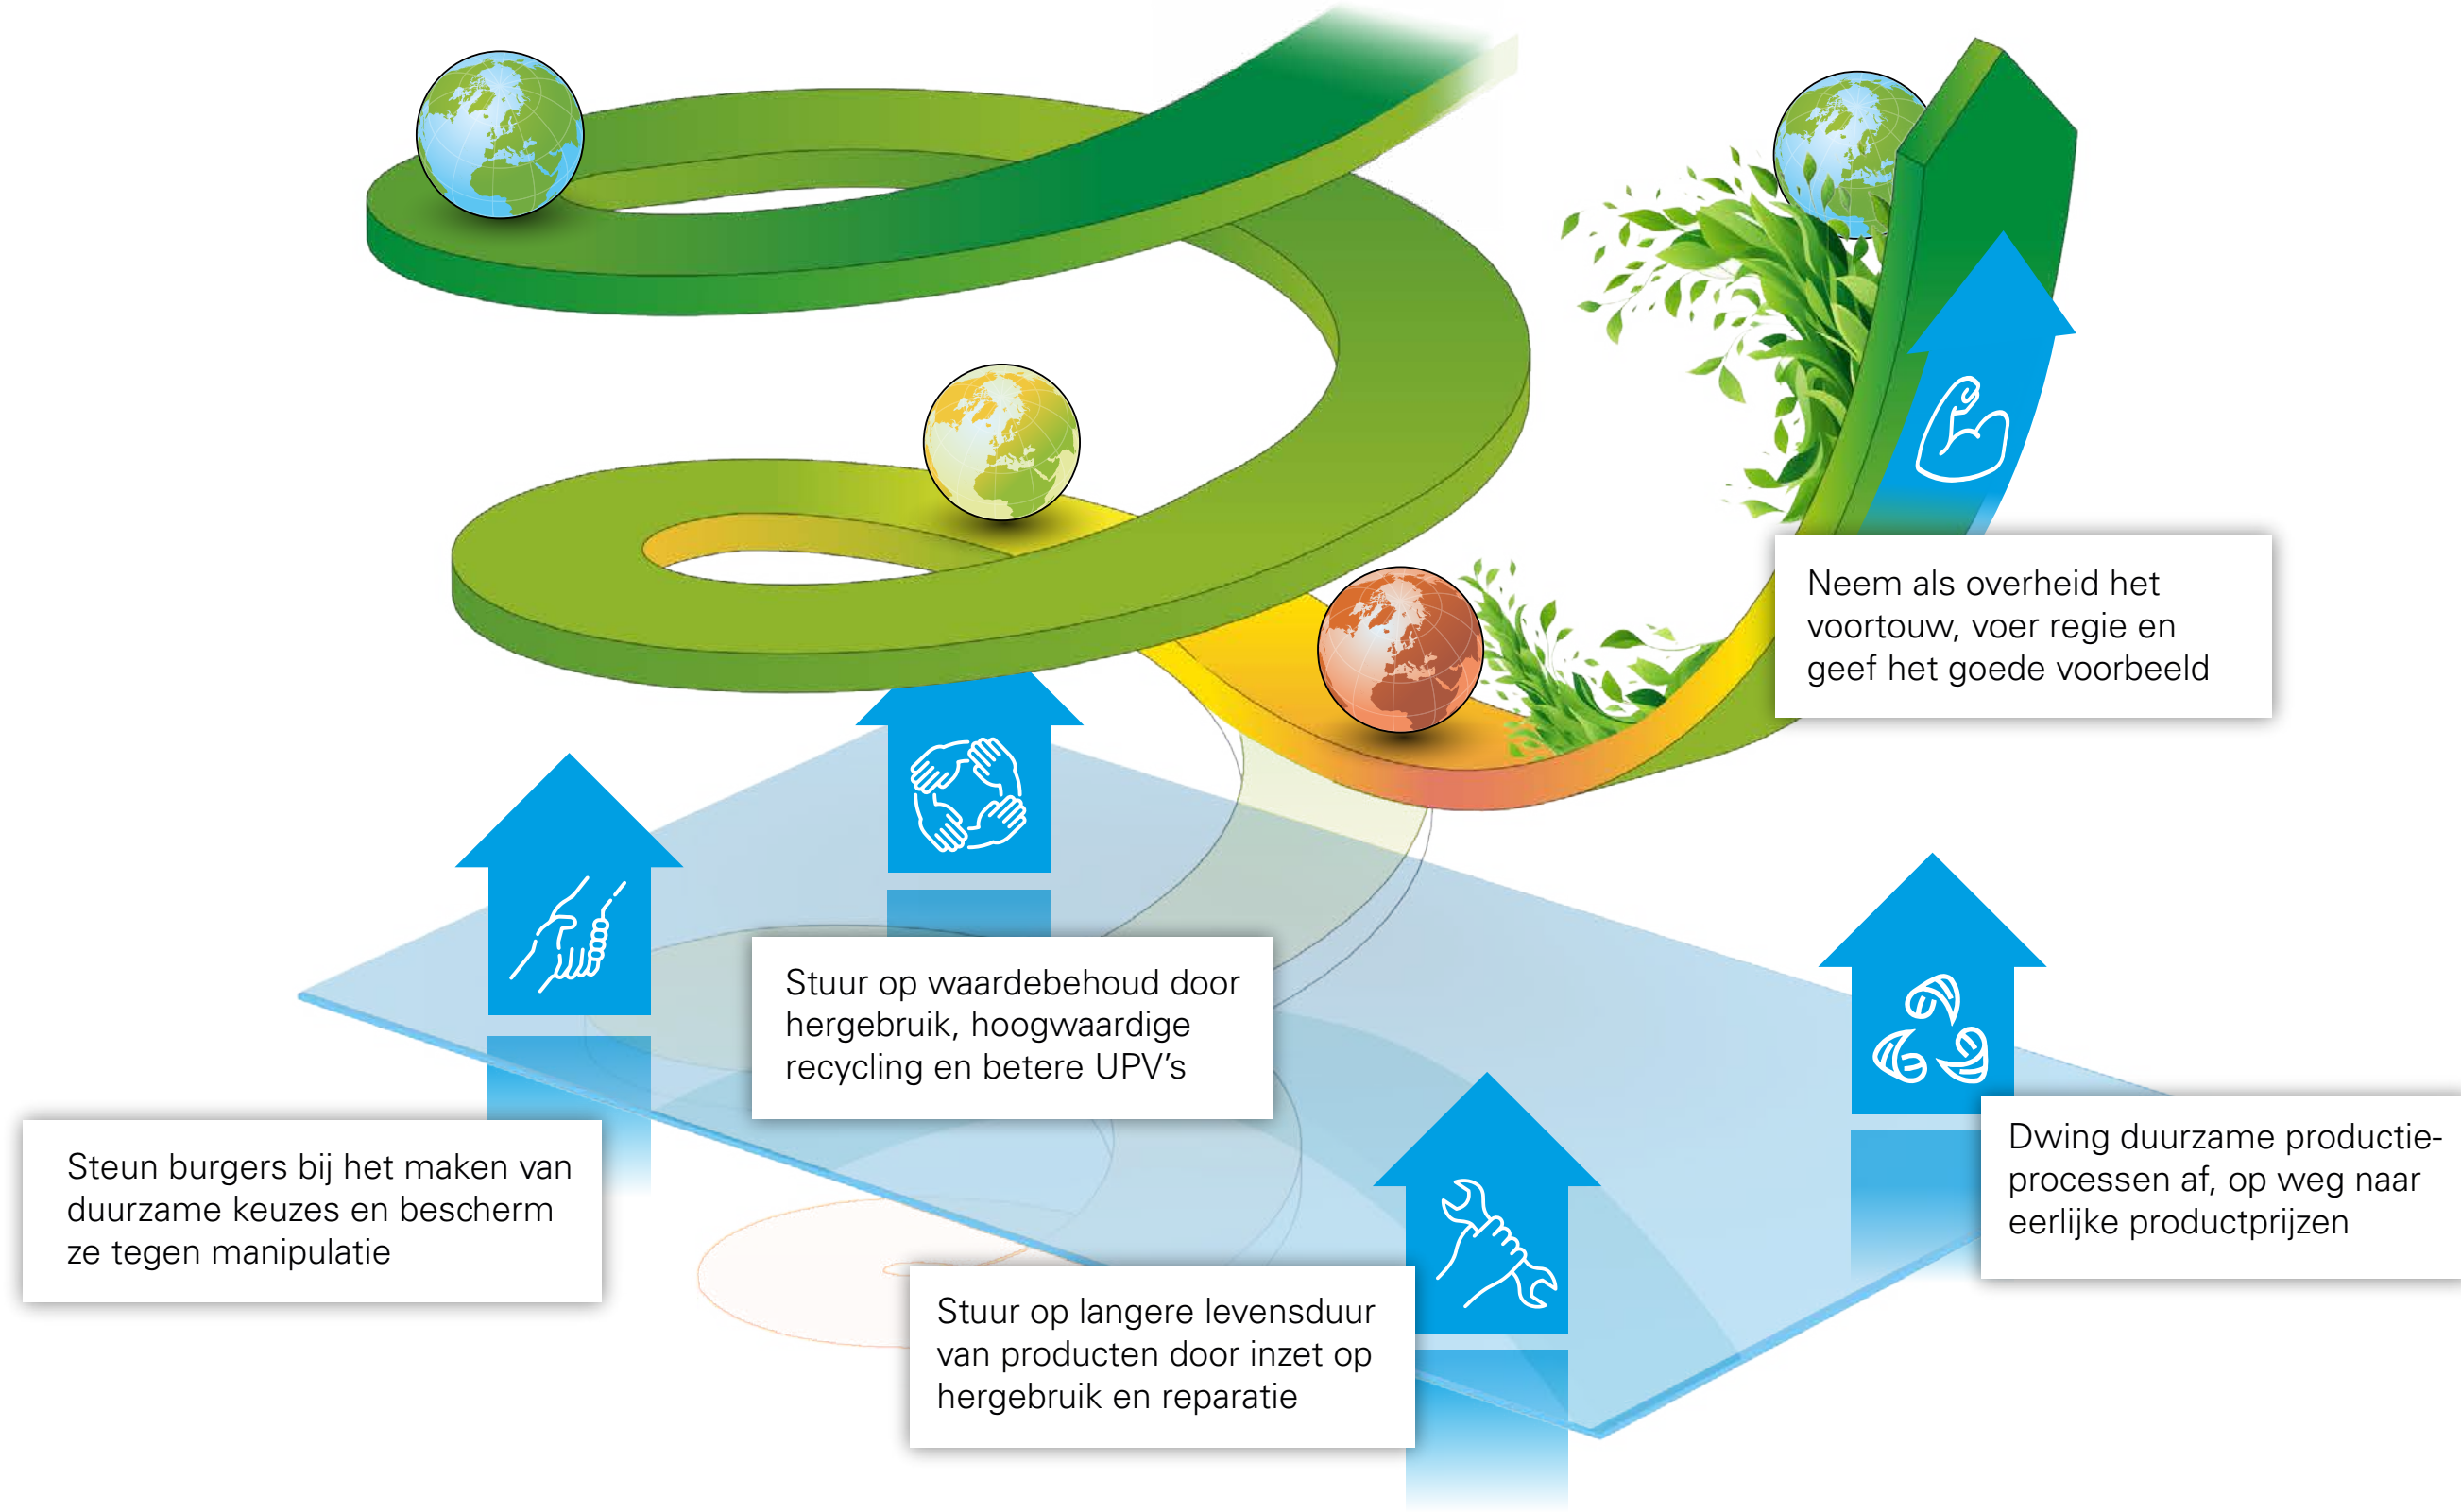 Neem als overheid het
voortouw, voer regie en
geef het goede voorbeeld
Stuur op waardebehoud door
hergebruik, hoogwaardige
recycling en betere UPV’s
Steun burgers bij het maken van
duurzame keuzes en bescherm
ze tegen manipulatie
Dwing duurzame productie-
processen af, op weg naar
eerlijke productprijzen
Stuur op langere levensduur
van producten door inzet op
hergebruik en reparatie